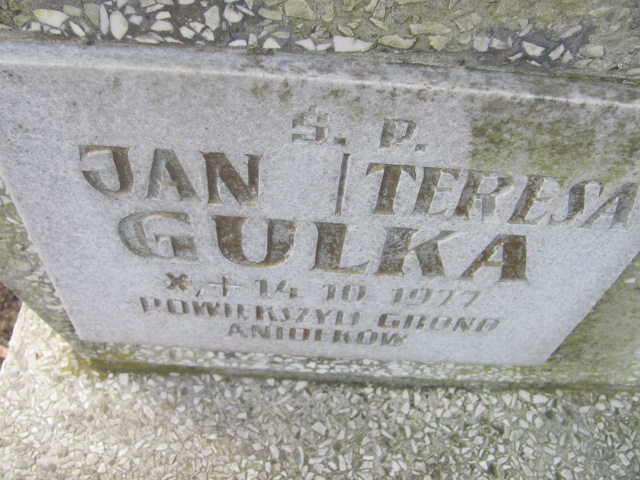 Ś. P.
JAN | TERESA
GULKA
*,+ 14 10 1977
POWIĘKSZYLI GRONO
ANIOŁKÓW